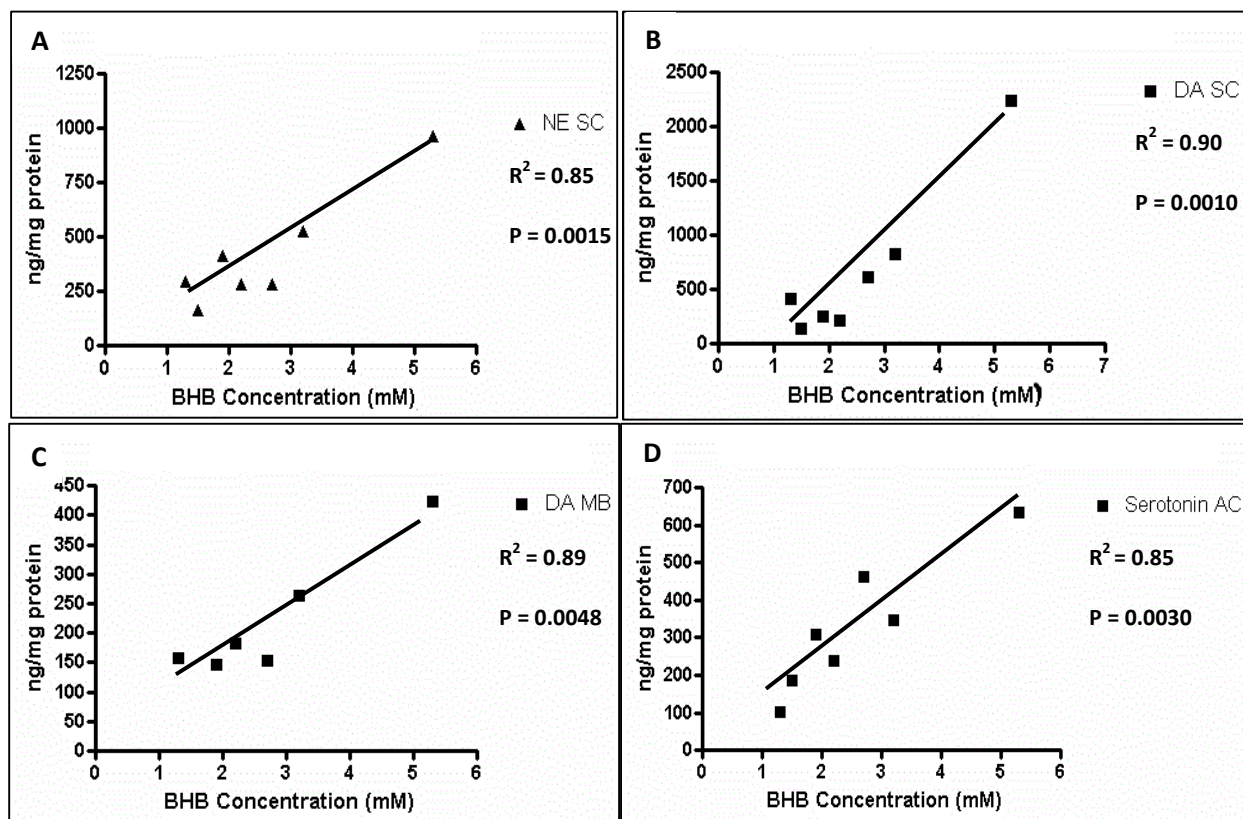 A
NE SC
R² = 0.85
P = 0.0015
ng/mg protein
1250
1000
750
500
250
0
0 1 2 3 4 5 6
BHB Concentration (mM)
B
DA SC
R² = 0.90
P = 0.0010
ng/mg protein
2500
2000
1500
1000
500
0
0 1 2 3 4 5 6 7
BHB Concentration (mM)
C
DA MB
R² = 0.89
P = 0.0048
ng/mg protein
450
400
350
300
250
200
150
100
50
0
0 1 2 3 4 5 6
BHB Concentration (mM)
D
Serotonin AC
R² = 0.85
P = 0.0030
ng/mg protein
700
600
500
400
300
200
100
0
0 1 2 3 4 5 6
BHB Concentration (mM)